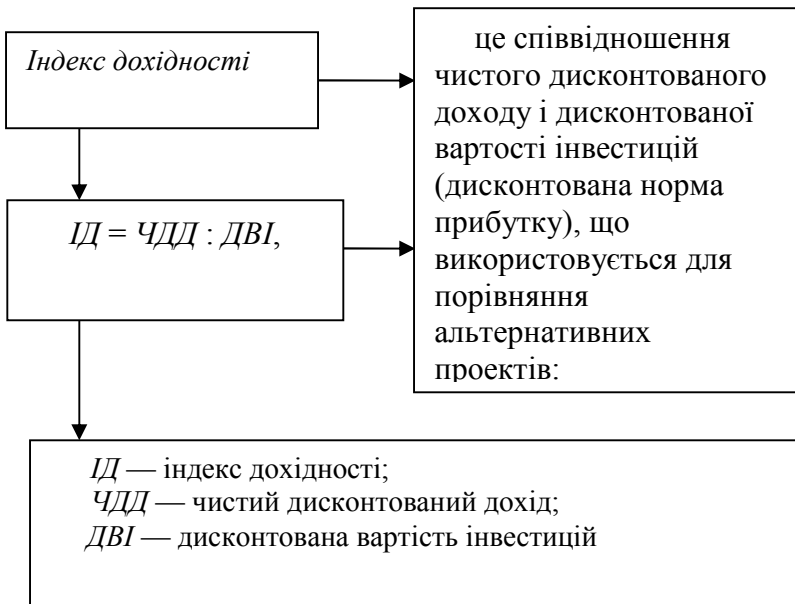 Індекс дохідності
це співвідношення
чистого дисконтованого
доходу і дисконтованої
вартості інвестицій
(дисконтована норма
прибутку), що
використовується для
порівняння
альтернативних
проектів:
ІД = ЧДД : ДВІ,
ІД — індекс дохідності;
ЧДД — чистий дисконтований дохід;
ДВІ — дисконтована вартість інвестицій